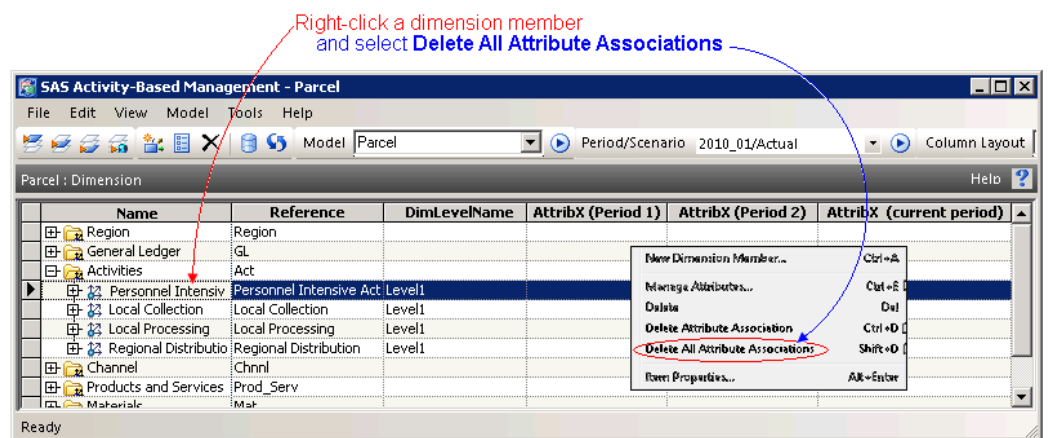 Right-click a dimension member
and select Delete All Attribute Associations
SAS Activity-Based Management - Parcel
File Edit View Model Tools Help
Model Parcel Period/Scenario 2010_01/Actual Column Layout
Parcel : Dimension Help ?
Name Reference DimLevelName AttribX (Period 1) AttribX (Period 2) AttribX (current period)
Region Region
General Ledger GL
Activities Act
Personnel Intensiv Personnel Intensive Act Level1
Local Collection Local Collection Level1
Local Processing Local Processing Level1
Regional Distributio Regional Distribution Level1
Channel Chnnl
Products and Services Prod_Serv
Materials Mat
New Dimension Member... Ctrl+A
Manage Attributes... Ctrl+E
Delete Del
Delete Attribute Association Ctrl+D
Delete All Attribute Associations Shift+D
Item Properties... Alt+Enter
Ready